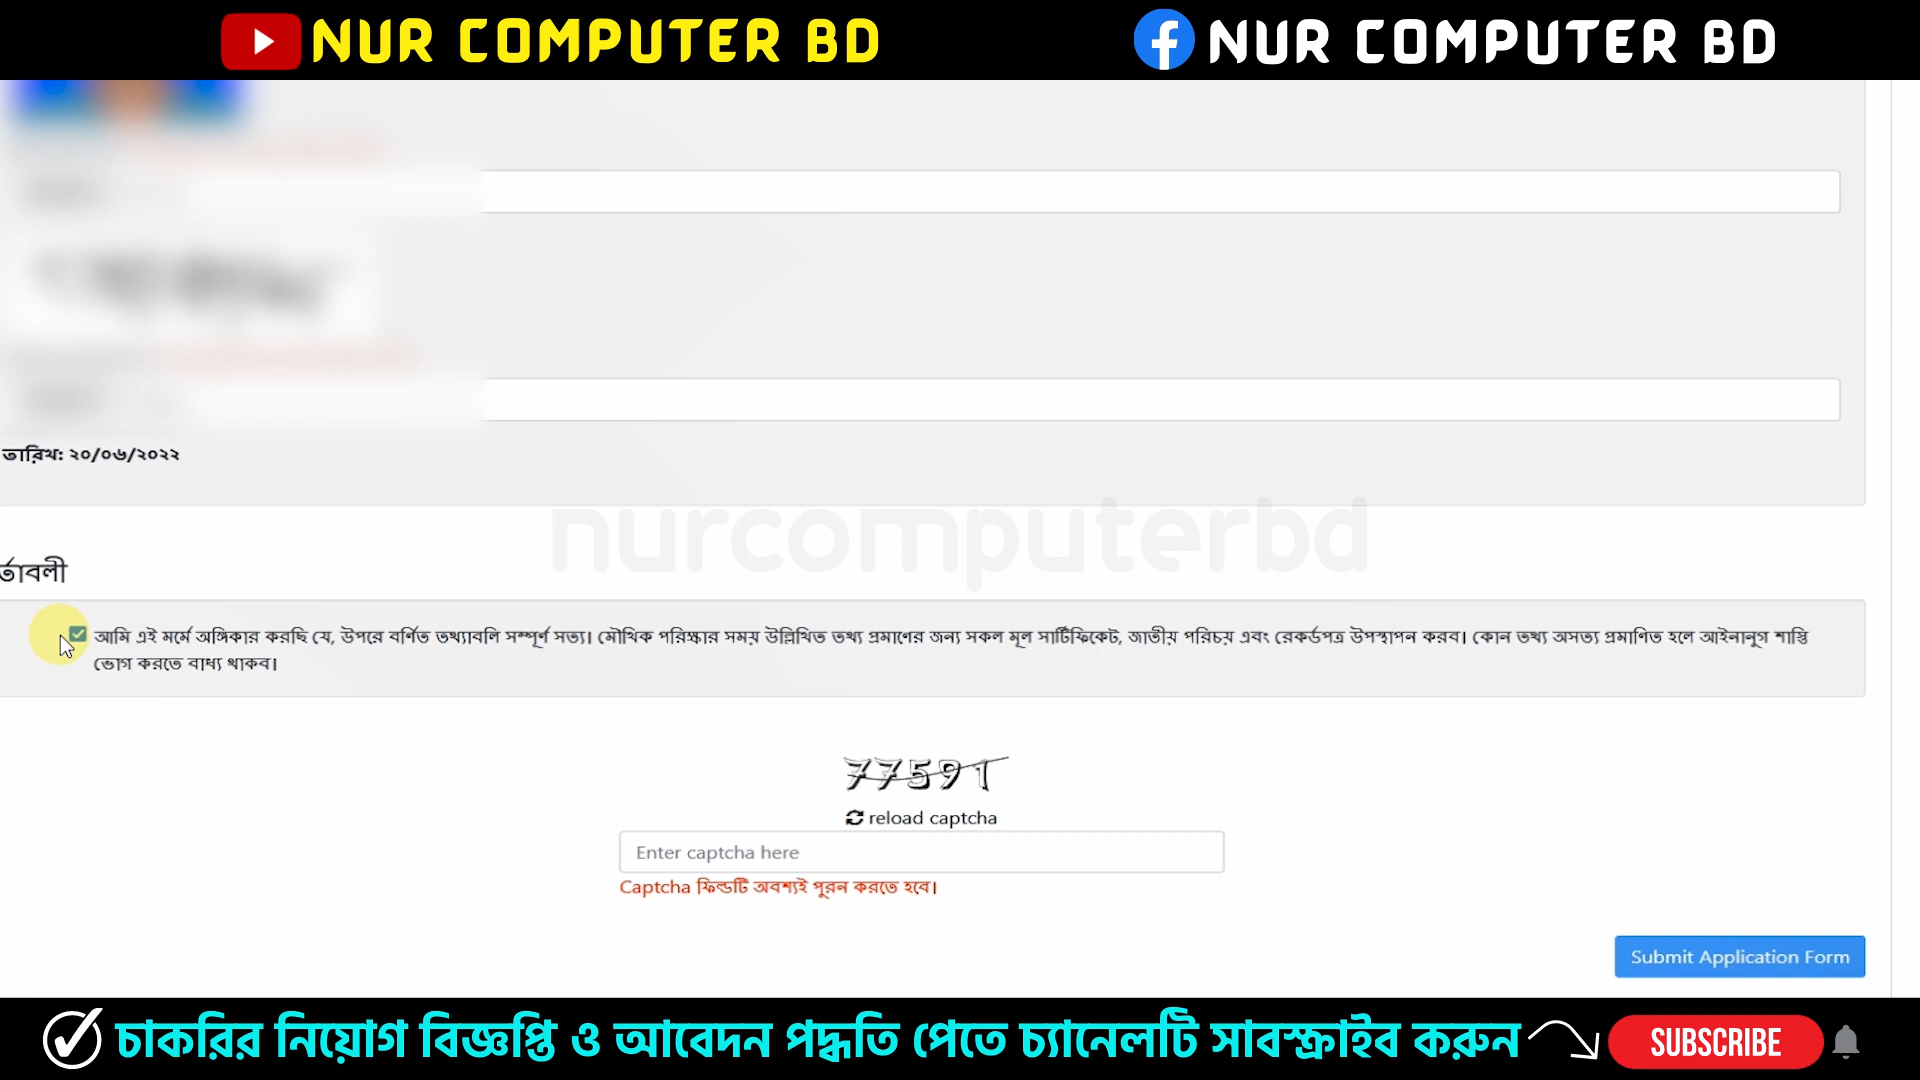 NUR COMPUTER BD
NUR COMPUTER BD
তারিখ: ২০/০৬/২০২২
nurcomputerbd
র্তাবলী
আমি এই মর্মে অঙ্গিকার করছি যে, উপরে বর্ণিত তথ্যাবলি সম্পূর্ণ সত্য। মৌখিক পরিক্ষার সময় উল্লিখিত তথ্য প্রমাণের জন্য সকল মূল সার্টিফিকেট, জাতীয় পরিচয় এবং রেকর্ডপত্র উপস্থাপন করব। কোন তথ্য অসত্য প্রমাণিত হলে আইনানুগ শাস্তি
ভোগ করতে বাধ্য থাকব।
77591
reload captcha
Enter captcha here
Captcha ফিল্ডটি অবশ্যই পুরন করতে হবে।
Submit Application Form
চাকরির নিয়োগ বিজ্ঞপ্তি ও আবেদন পদ্ধতি পেতে চ্যানেলটি সাবস্ক্রাইব করুন
SUBSCRIBE